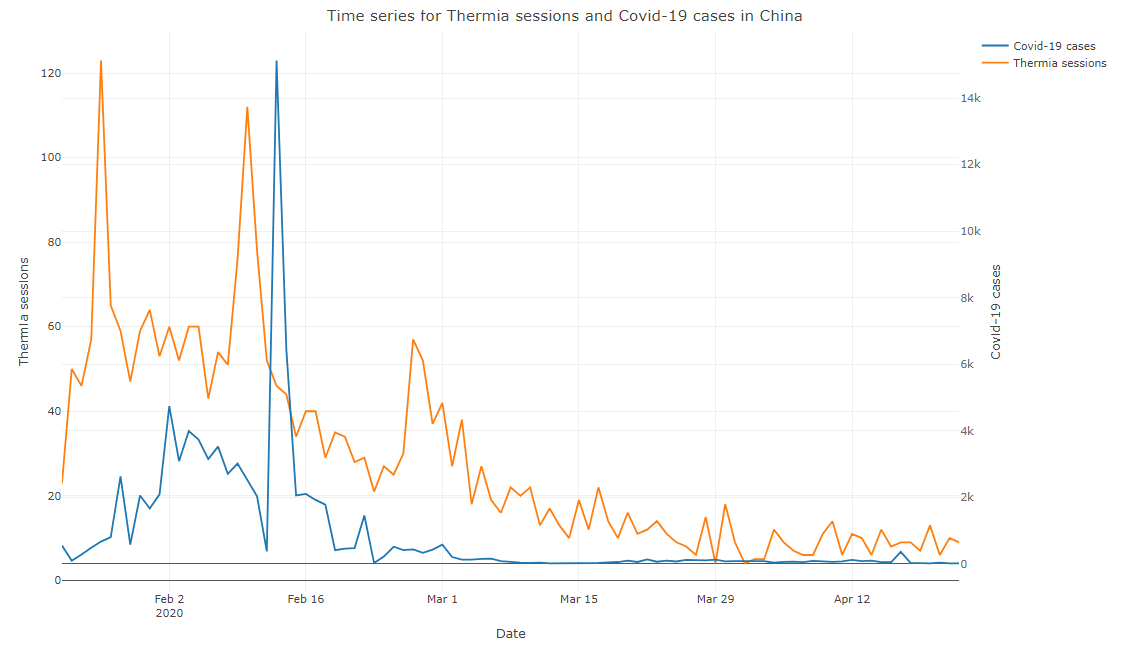 Time series for Thermia sessions and Covid-19 cases in China
Covid-19 cases
Thermia sessions
120
100
80
60
40
20
0
Thermia sessions
14k
12k
10k
8k
6k
4k
2k
0
Covid-19 cases
Feb 2
2020
Feb 16
Mar 1
Mar 15
Mar 29
Apr 12
Date